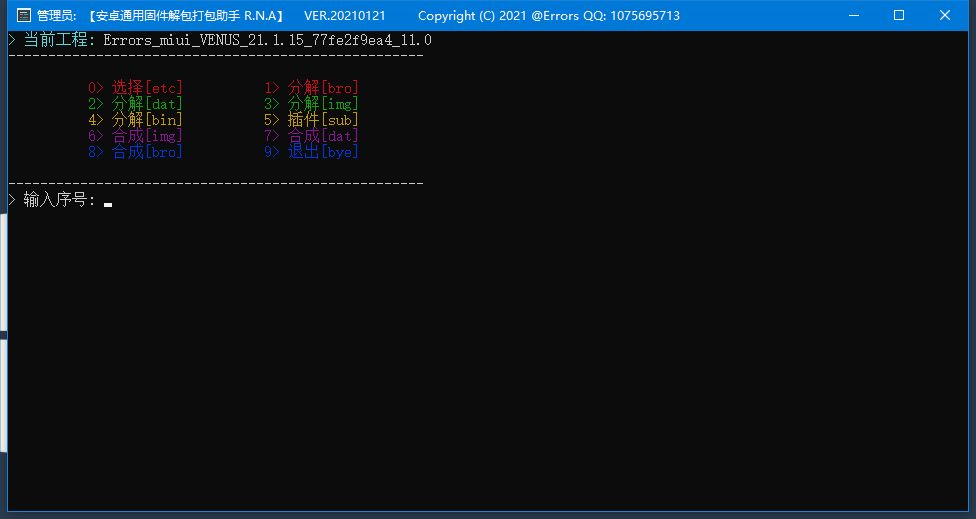 管理员: 【安卓通用固件解包打包助手 R.N.A】 VER.20210121 Copyright (C) 2021 @Errors QQ: 1075695713
> 当前工程: Errors_miui_VENUS_21.1.15_77fe2f9ea4_11.0
----------------------------------------------------
0> 选择[etc] 1> 分解[bro]
2> 分解[dat] 3> 分解[img]
4> 分解[bin] 5> 插件[sub]
6> 合成[img] 7> 合成[dat]
8> 合成[bro] 9> 退出[bye]
----------------------------------------------------
> 输入序号: